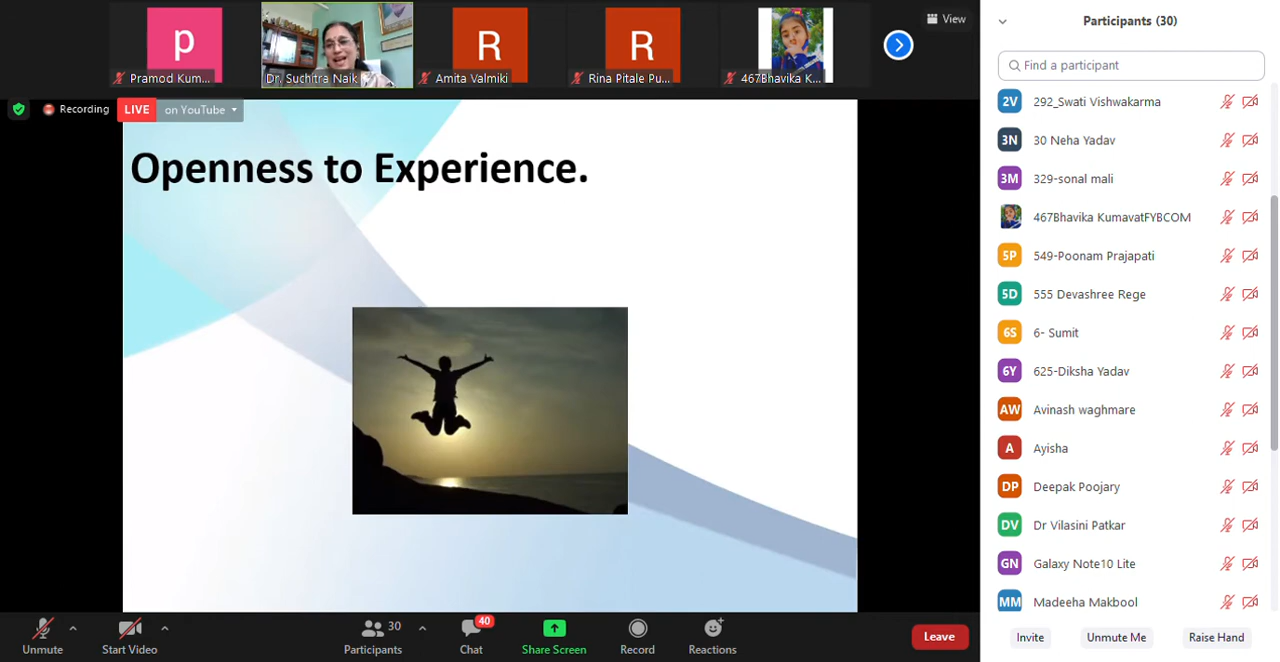 p
Pramod Kum...
Dr. Suchitra Naik
R
Amita Valmiki
R
Rina Pitale Pu...
467Bhavika K...
View
Recording
LIVE
on YouTube
Openness to Experience.
Unmute
Start Video
30
Participants
40
Chat
Share Screen
Record
Reactions
Leave
Participants (30)
Find a participant
2V 292_Swati Vishwakarma
3N 30 Neha Yadav
3M 329-sonal mali
467Bhavika KumavatFYBCOM
5P 549-Poonam Prajapati
5D 555 Devashree Rege
6S 6- Sumit
6Y 625-Diksha Yadav
AW Avinash waghmare
A Ayisha
DP Deepak Poojary
DV Dr Vilasini Patkar
GN Galaxy Note10 Lite
MM Madeeha Makbool
Invite
Unmute Me
Raise Hand